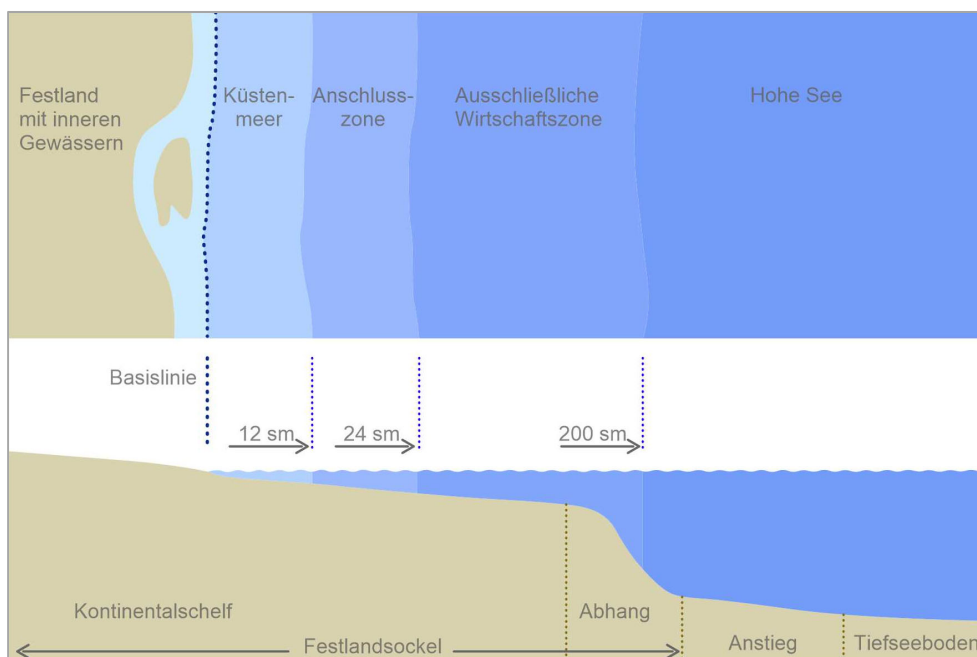 Festland
mit inneren
Gewässern
Küsten-
meer
Anschluss-
zone
Ausschließliche
Wirtschaftszone
Hohe See
Basislinie
12 sm
24 sm
200 sm
Kontinentalschelf
Abhang
Anstieg
Tiefseeboden
Festlandsockel